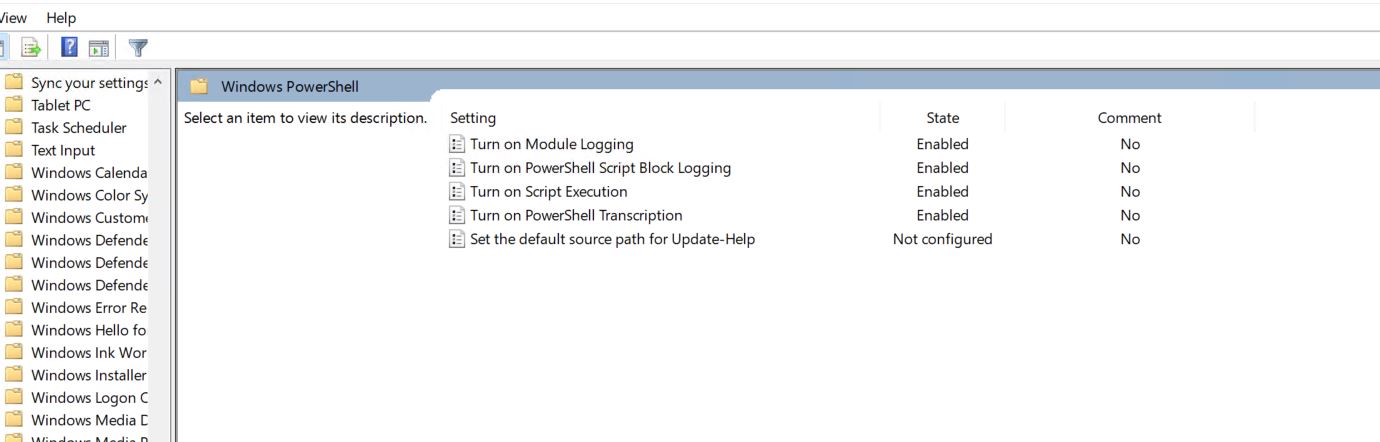 View Help
Sync your settings
Tablet PC
Task Scheduler
Text Input
Windows Calenda
Windows Color Sy
Windows Custome
Windows Defende
Windows Defende
Windows Defende
Windows Error Re
Windows Hello fo
Windows Ink Wor
Windows Installer
Windows Logon O
Windows Media D
Windows Media P
Windows PowerShell
Select an item to view its description.
Setting State Comment
Turn on Module Logging Enabled No
Turn on PowerShell Script Block Logging Enabled No
Turn on Script Execution Enabled No
Turn on PowerShell Transcription Enabled No
Set the default source path for Update-Help Not configured No